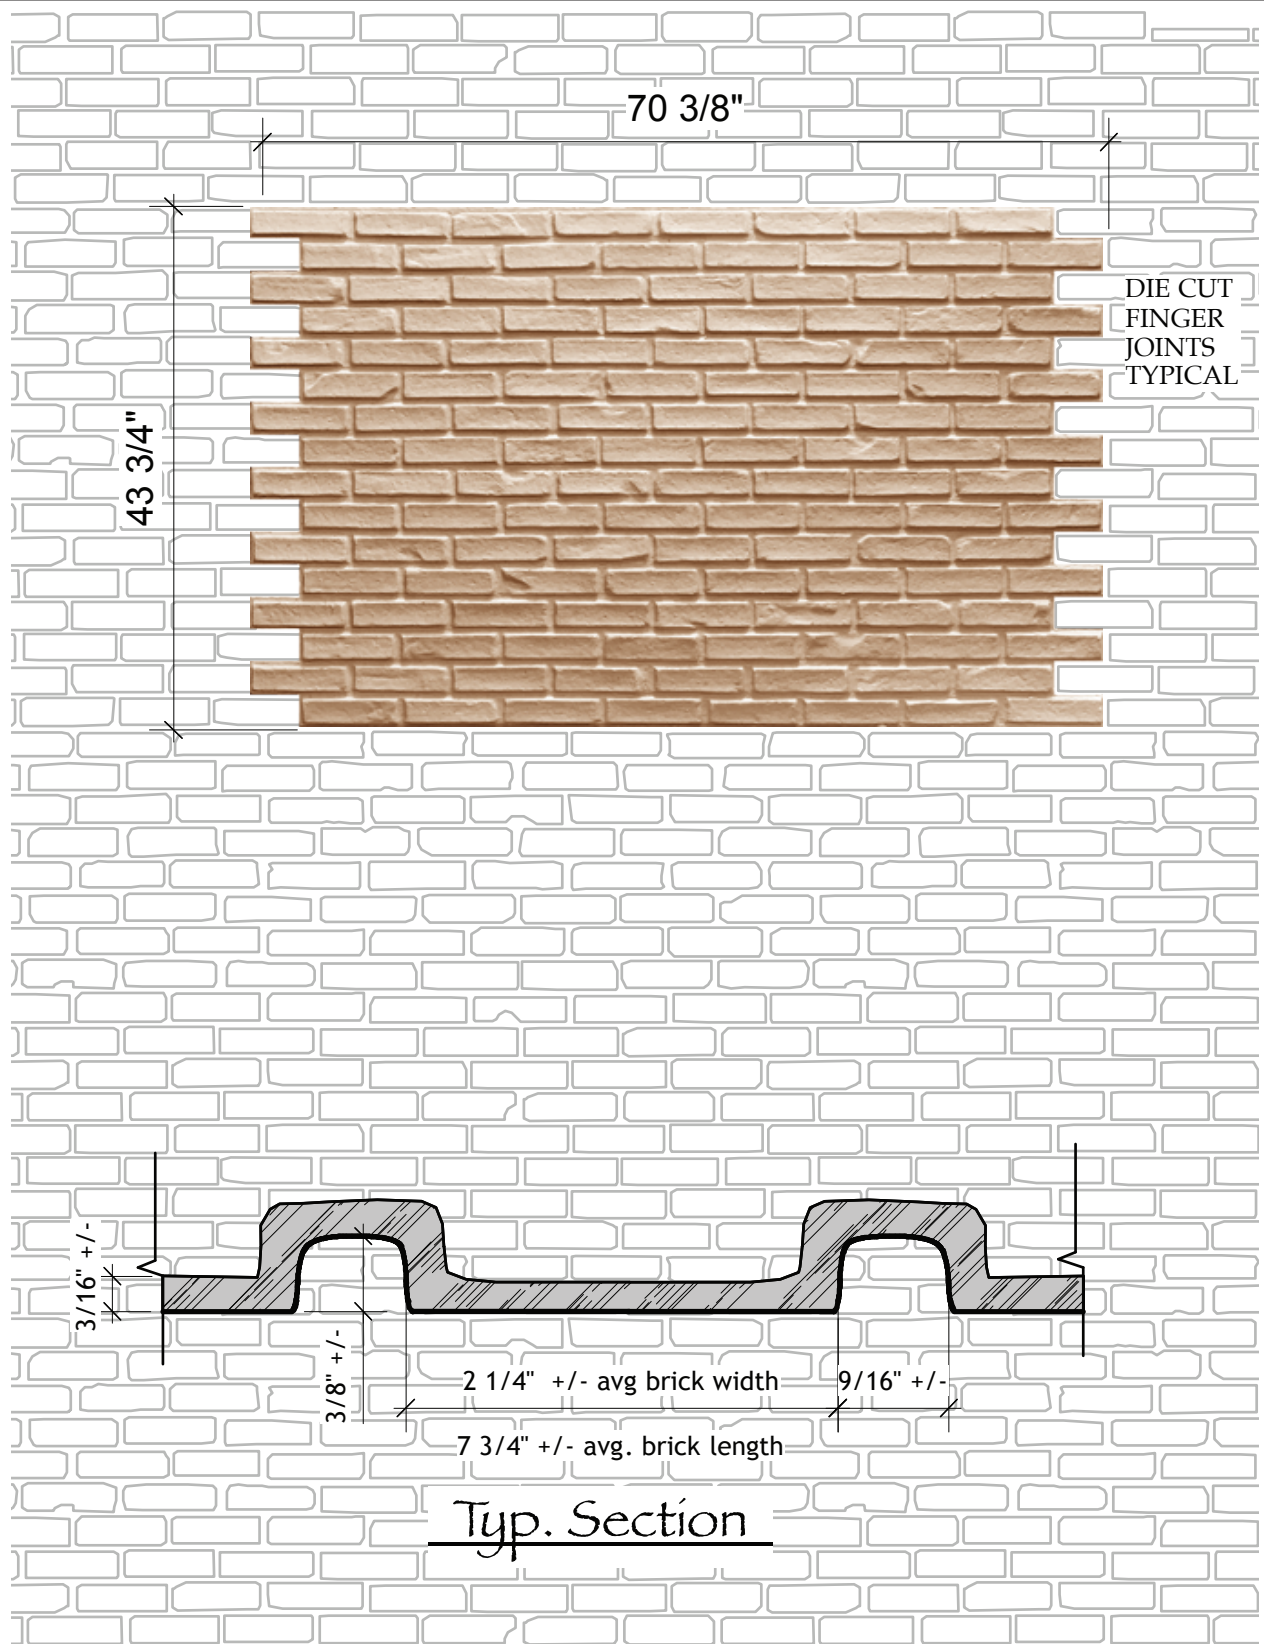 70 3/8"
DIE CUT
FINGER
JOINTS
TYPICAL
43 3/4"
3/16" +/-
3/8" +/-
2 1/4" +/- avg brick width
9/16" +/-
7 3/4" +/- avg. brick length
Typ. Section